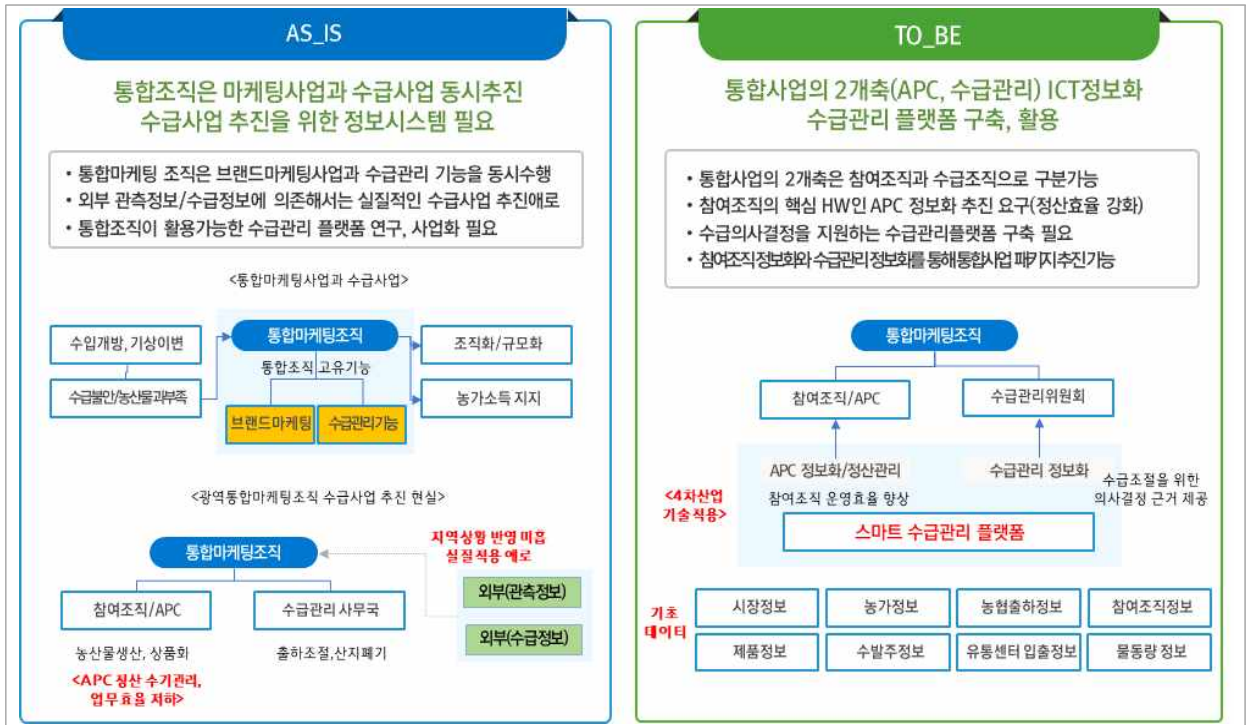 AS_IS
통합조직은 마케팅사업과 수급사업 동시추진
수급사업 추진을 위한 정보시스템 필요
• 통합마케팅 조직은 브랜드마케팅사업과 수급관리 기능을 동시수행
• 외부 관측정보/수급정보에 의존해서는 실질적인 수급사업 추진애로
• 통합조직이 활용가능한 수급관리 플랫폼 연구, 사업화 필요
<통합마케팅사업과 수급사업>
수입개방, 기상이변
통합마케팅조직
조직화/규모화
통합조직 고유기능
수급불안/농산물과부족
농가소득 지지
브랜드마케팅
수급관리기능
<광역통합마케팅조직 수급사업 추진 현실>
지역상황 반영 미흡
실질적용 애로
통합마케팅조직
외부(관측정보)
참여조직/APC
수급관리 사무국
외부(수급정보)
농산물생산, 상품화
출하조절,산지폐기
<APC 정산 수기관리,
업무효율 저하>
TO_BE
통합사업의 2개축(APC, 수급관리) ICT정보화
수급관리 플랫폼 구축, 활용
• 통합사업의 2개축은 참여조직과 수급조직으로 구분가능
• 참여조직의 핵심 HW인 APC 정보화 추진 요구(정산효율 강화)
• 수급의사결정을 지원하는 수급관리플랫폼 구축 필요
• 참여조직정보화와 수급관리정보화를 통해 통합사업 패키지 추진가능
통합마케팅조직
참여조직/APC
수급관리위원회
APC 정보화/정산관리
수급관리 정보화
<4차산업
기술적용>
참여조직 운영효율 향상
수급조절을 위한
의사결정 근거 제공
스마트 수급관리 플랫폼
기초
데이터
시장정보
농가정보
농협출하정보
참여조직정보
제품정보
수발주정보
유통센터 입출정보
물동량 정보